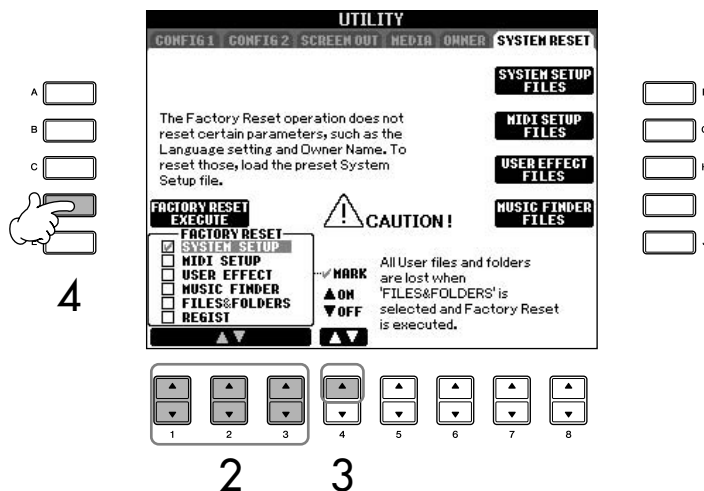 UTILITY
CONFIG 1 CONFIG 2 SCREEN OUT MEDIA OWNER SYSTEM RESET
SYSTEM SETUP
FILES
A
The Factory Reset operation does not
reset certain parameters, such as the
Language setting and Owner Name. To
reset those, load the preset System
Setup file.
B
MIDI SETUP
FILES
C
USER EFFECT
FILES
FACTORY RESET
EXECUTE
CAUTION!
MUSIC FINDER
FILES
FACTORY RESET
SYSTEM SETUP
MIDI SETUP
USER EFFECT
MUSIC FINDER
FILES&FOLDERS
REGIST
MARK
▲ON
▼OFF
All User files and folders
are lost when
'FILES&FOLDERS' is
selected and Factory Reset
is executed.
4
▲▼ ▲▼
1 2 3 4 5 6 7 8
2 3